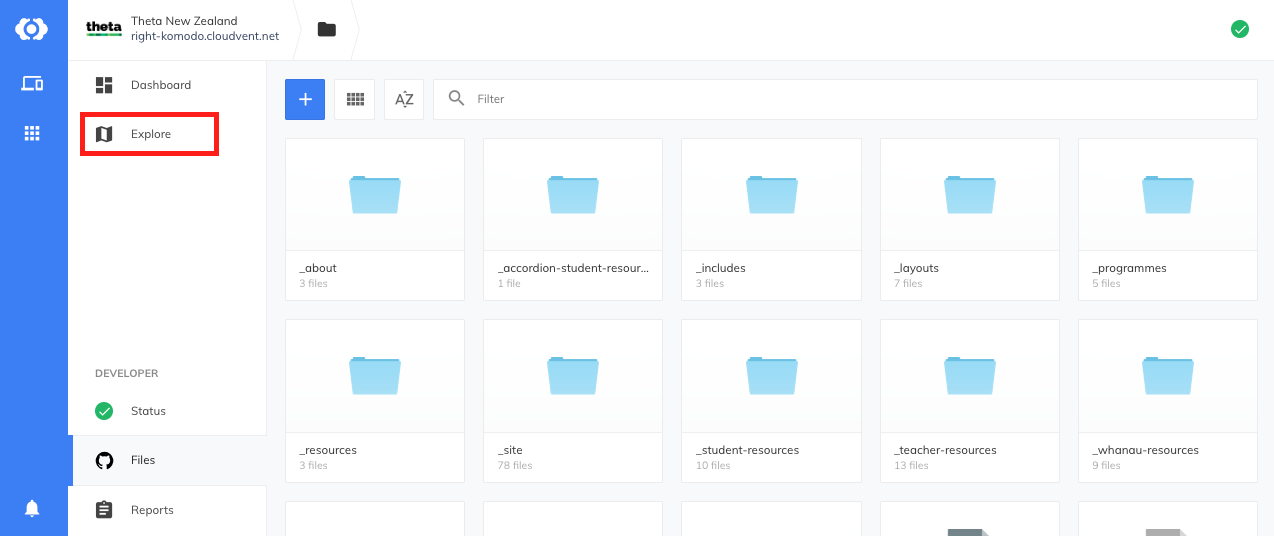 theta
Theta New Zealand
right-komodo.cloudvent.net
Dashboard
Explore
DEVELOPER
Status
Files
Reports
AZ
Filter
_about
3 files
_accordion-student-resour...
1 file
_includes
3 files
_layouts
7 files
_programmes
5 files
_resources
3 files
_site
78 files
_student-resources
10 files
_teacher-resources
13 files
_whanau-resources
9 files